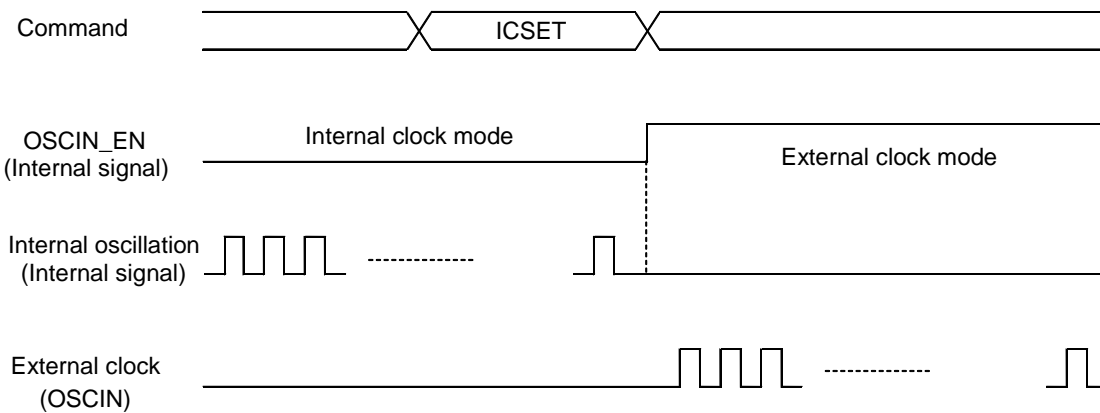 Command
ICSET
OSCIN_EN
(Internal signal)
Internal clock mode
External clock mode
Internal oscillation
(Internal signal)
External clock
(OSCIN)